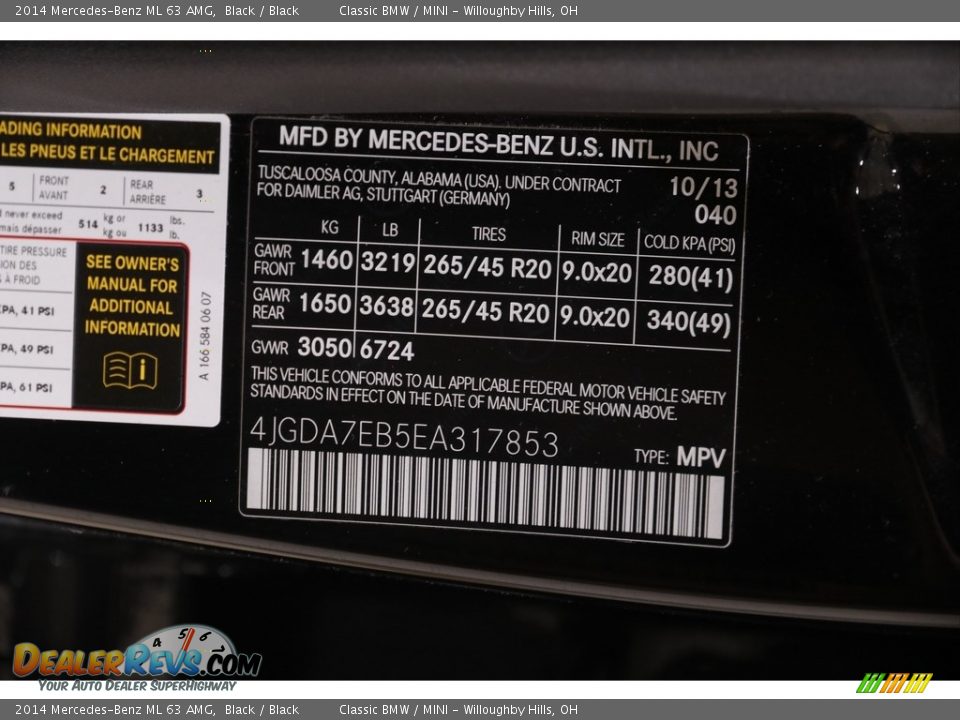 2014 Mercedes-Benz ML 63 AMG, Black / Black Classic BMW / MINI - Willoughby Hills, OH
ADING INFORMATION
LES PNEUS ET LE CHARGEMENT
5 FRONT AVANT 2 REAR ARRIÈRE 3
never exceed 514 kg or 1133 lbs.
mais dépasser kg ou lb.
TIRE PRESSURE
ION DES
À FROID
PA, 41 PSI
PA, 49 PSI
PA, 61 PSI
SEE OWNER'S
MANUAL FOR
ADDITIONAL
INFORMATION
i
A 166 584 06 07
MFD BY MERCEDES-BENZ U.S. INTL., INC
TUSCALOOSA COUNTY, ALABAMA (USA). UNDER CONTRACT
FOR DAIMLER AG, STUTTGART (GERMANY)
10/13
040
KG LB TIRES RIM SIZE COLD KPA (PSI)
GAWR FRONT 1460 3219 265/45 R20 9.0x20 280(41)
GAWR REAR 1650 3638 265/45 R20 9.0x20 340(49)
GVWR 3050 6724
THIS VEHICLE CONFORMS TO ALL APPLICABLE FEDERAL MOTOR VEHICLE SAFETY
STANDARDS IN EFFECT ON THE DATE OF MANUFACTURE SHOWN ABOVE.
4JGDA7EB5EA317853
TYPE: MPV
4 5 6
DEALERREVS.COM
YOUR AUTO DEALER SUPERHIGHWAY
2014 Mercedes-Benz ML 63 AMG, Black / Black Classic BMW / MINI - Willoughby Hills, OH